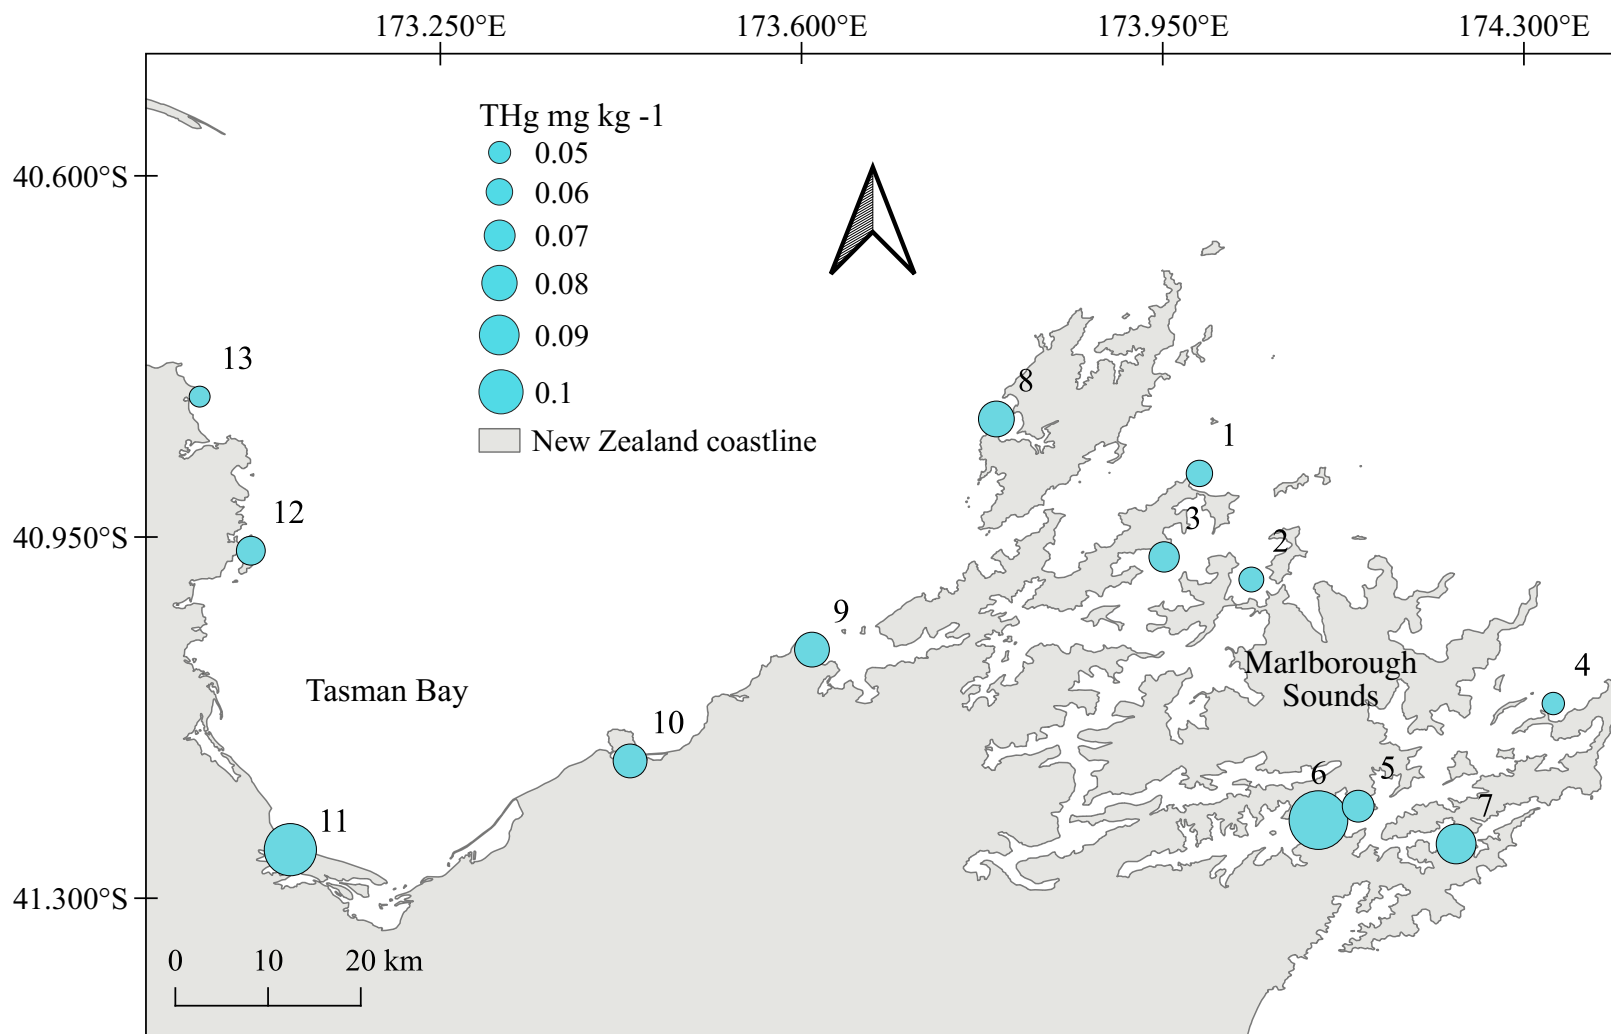 173.250°E 173.600°E 173.950°E 174.300°E
THg mg kg -1
0.05
40.600°S
0.06
0.07
0.08
0.09
13
8
0.1
New Zealand coastline
1
12
3
40.950°S
2
9
Marlborough
Sounds
4
Tasman Bay
10
6
5
7
11
41.300°S
0 10 20 km